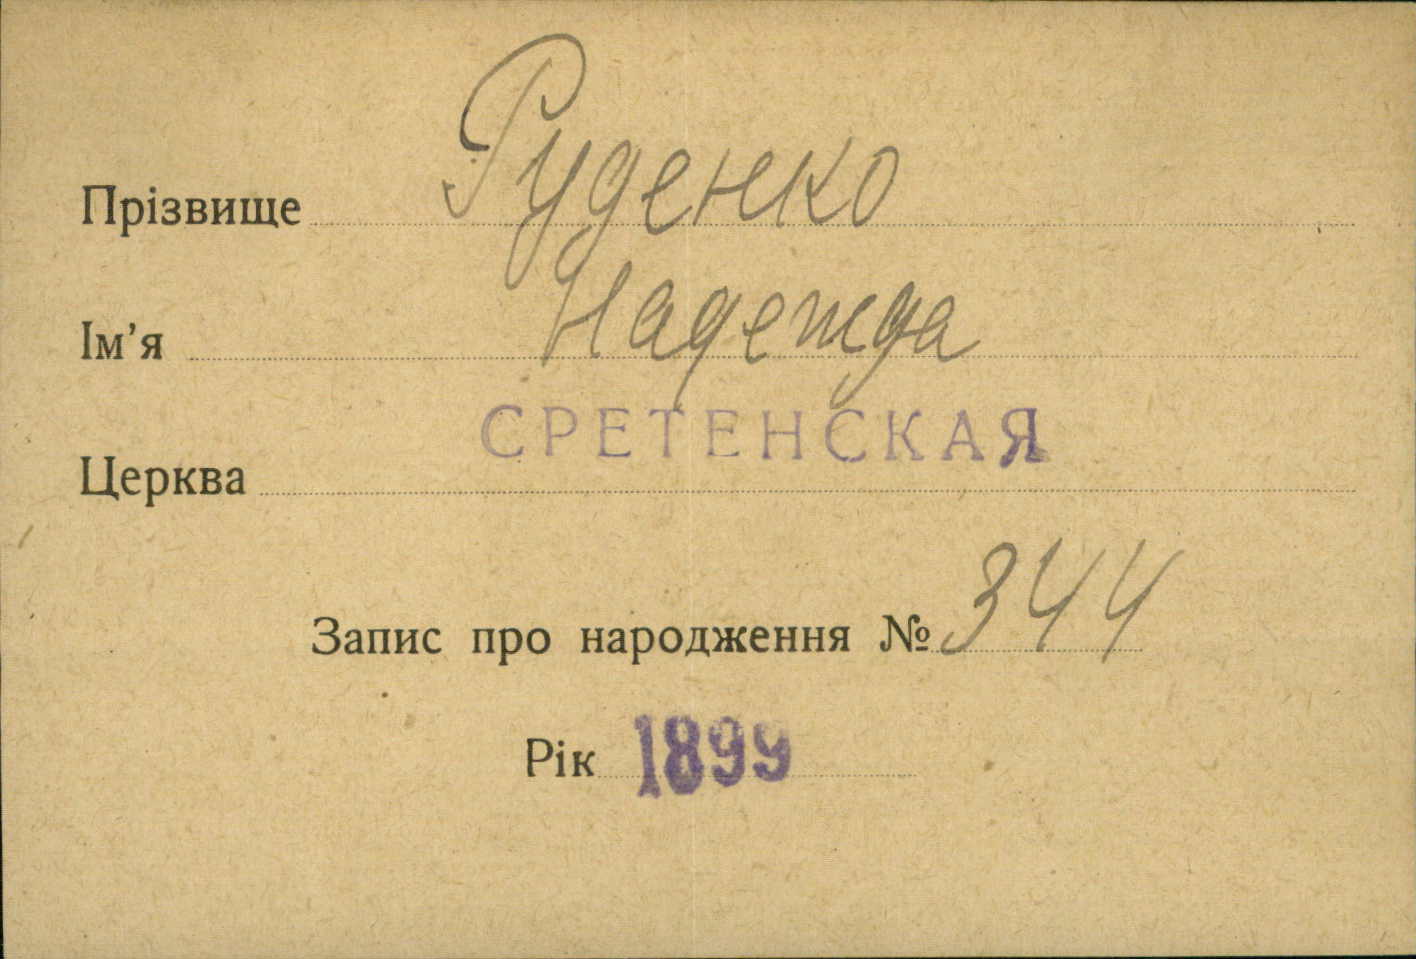 Прізвище Руденко
Ім'я Надежда
Церква СРЕТЕНСКАЯ
Запис про народження № 344
Рік 1899